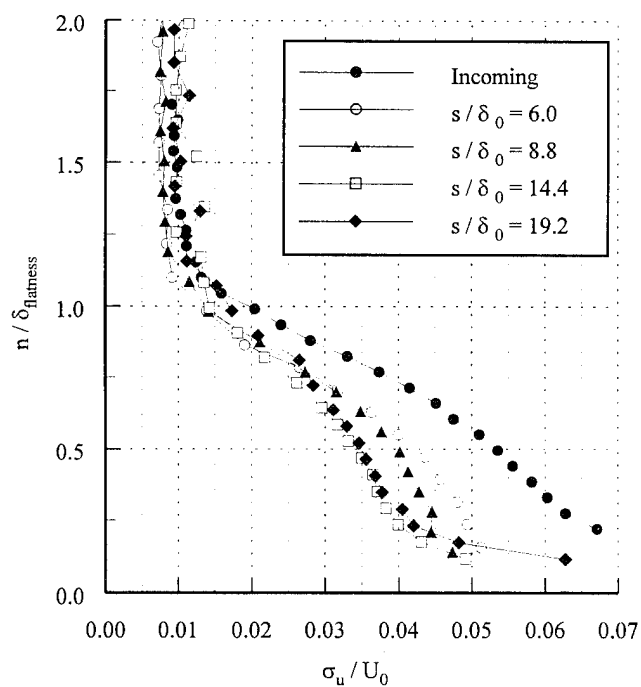 2.0
1.5
1.0
0.5
0.0
n / δflatness
Incoming
s / δ0 = 6.0
s / δ0 = 8.8
s / δ0 = 14.4
s / δ0 = 19.2
0.00 0.01 0.02 0.03 0.04 0.05 0.06 0.07
σu / U0